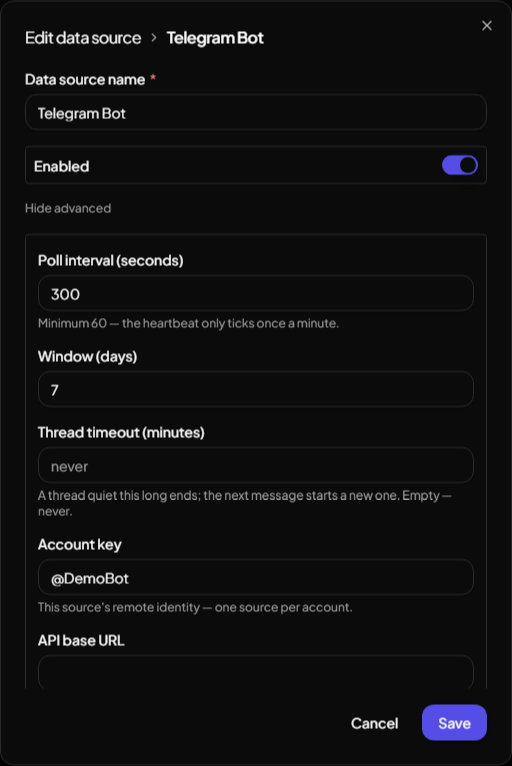 Edit data source > Telegram Bot
Data source name *
Telegram Bot
Enabled
Hide advanced
Poll interval (seconds)
300
Minimum 60 — the heartbeat only ticks once a minute.
Window (days)
7
Thread timeout (minutes)
never
A thread quiet this long ends; the next message starts a new one. Empty —
never.
Account key
@DemoBot
This source's remote identity — one source per account.
API base URL
Cancel
Save